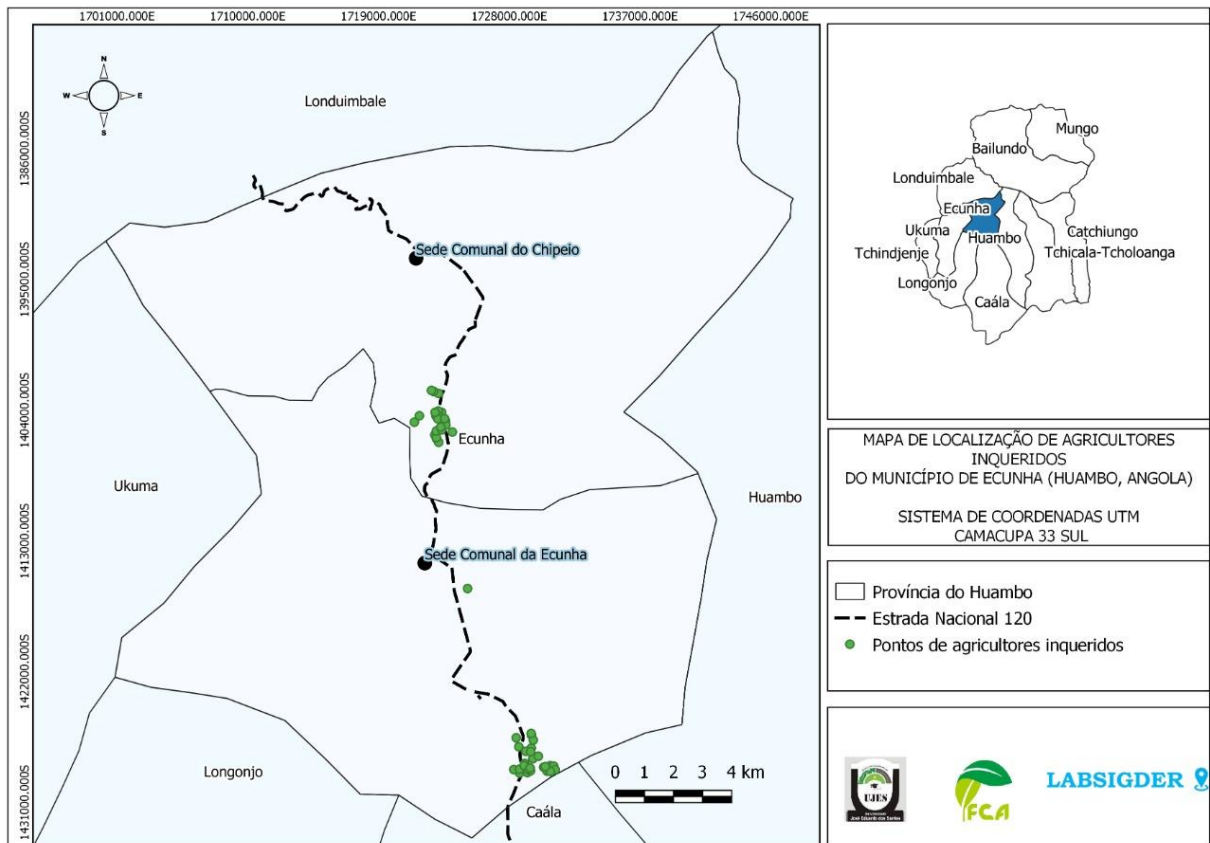 1701000.000E 1710000.000E 1719000.000E 1728000.000E 1737000.000E 1746000.000E
1386000.000S
1395000.000S
1404000.000S
1413000.000S
1422000.000S
1431000.000S
N
W E
S
Londuimbale
Sede Comunal do Chipeio
Ecunha
Ukuma
Huambo
Sede Comunal da Ecunha
Longonjo
Caála
0 1 2 3 4 km
Mungo
Bailundo
Londuimbale
Ecunha
Ukuma
Huambo
Catchiungo
Tchindjenje
Tchicala-Tcholoanga
Longonjo
Caála
MAPA DE LOCALIZAÇÃO DE AGRICULTORES
INQUERIDOS
DO MUNICÍPIO DE ECUNHA (HUAMBO, ANGOLA)
SISTEMA DE COORDENADAS UTM
CAMACUPA 33 SUL
Província do Huambo
Estrada Nacional 120
Pontos de agricultores inqueridos
UJES
José Eduardo dos Santos
FCA
LABSIGDER